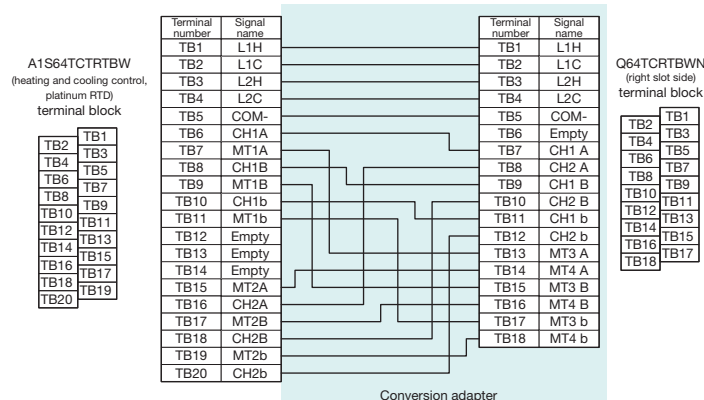 A1S64TCTRTBW
(heating and cooling control,
platinum RTD)
terminal block
TB1
TB2
TB3
TB4
TB5
TB6
TB7
TB8
TB9
TB10
TB11
TB12
TB13
TB14
TB15
TB16
TB17
TB18
TB19
TB20
Terminal number Signal name
TB1 L1H
TB2 L1C
TB3 L2H
TB4 L2C
TB5 COM-
TB6 CH1A
TB7 MT1A
TB8 CH1B
TB9 MT1B
TB10 CH1b
TB11 MT1b
TB12 Empty
TB13 Empty
TB14 Empty
TB15 MT2A
TB16 CH2A
TB17 MT2B
TB18 CH2B
TB19 MT2b
TB20 CH2b
Terminal number Signal name
TB1 L1H
TB2 L1C
TB3 L2H
TB4 L2C
TB5 COM-
TB6 Empty
TB7 CH1 A
TB8 CH2 A
TB9 CH1 B
TB10 CH2 B
TB11 CH1 b
TB12 CH2 b
TB13 MT3 A
TB14 MT4 A
TB15 MT3 B
TB16 MT4 B
TB17 MT3 b
TB18 MT4 b
Q64TCRTBWN
(right slot side)
terminal block
TB1
TB2
TB3
TB4
TB5
TB6
TB7
TB8
TB9
TB10
TB11
TB12
TB13
TB14
TB15
TB16
TB17
TB18
Conversion adapter